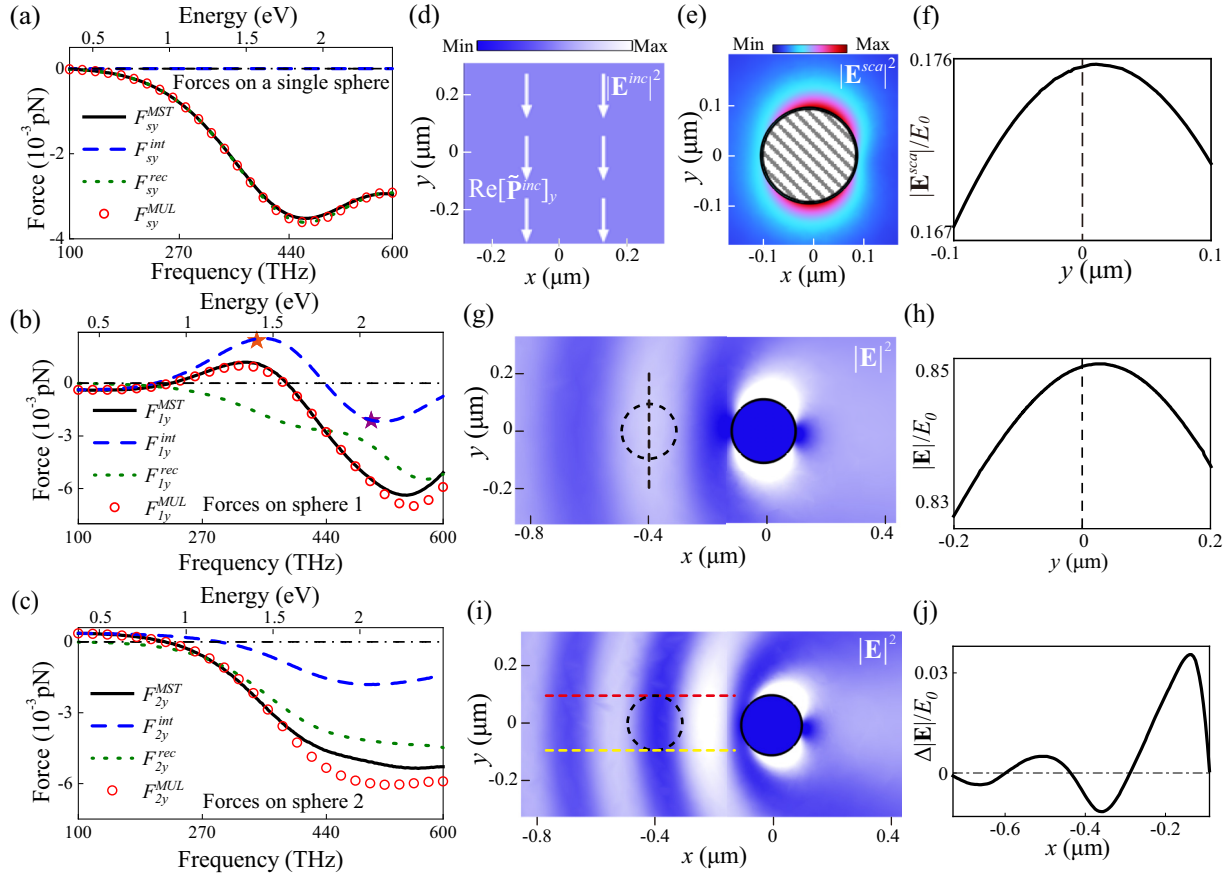 (a)
Energy (eV)
0.5 1 1.5 2
0
-2
-4
Force (10⁻³pN)
Forces on a single sphere
F_sy^MST
F_sy^int
F_sy^rec
F_sy^MUL
100 270 440 600
Frequency (THz)
(d)
Min Max
|E^inc|²
Re[P̃^inc]_y
0.2
0
-0.2
y (μm)
-0.2 0 0.2
x (μm)
(e)
Min Max
|E^sca|²
0.1
0
-0.1
y (μm)
-0.1 0 0.1
x (μm)
(f)
0.176
0.167
|E^sca|/E_0
-0.1 0 0.1
y (μm)
(b)
Energy (eV)
0.5 1 1.5 2
0
-3
-6
Force (10⁻³pN)
F_1y^MST
F_1y^int
F_1y^rec
F_1y^MUL
Forces on sphere 1
100 270 440 600
Frequency (THz)
(g)
|E|²
0.2
0
-0.2
y (μm)
-0.8 -0.4 0 0.4
x (μm)
(h)
0.85
0.83
|E|/E_0
-0.2 0 0.2
y (μm)
(c)
Energy (eV)
0.5 1 1.5 2
0
-3
-6
Force (10⁻³pN)
F_2y^MST
F_2y^int
F_2y^rec
F_2y^MUL
Forces on sphere 2
100 270 440 600
Frequency (THz)
(i)
|E|²
0.2
0
-0.2
y (μm)
-0.8 -0.4 0 0.4
x (μm)
(j)
0.03
0
Δ|E|/E_0
-0.6 -0.4 -0.2
x (μm)